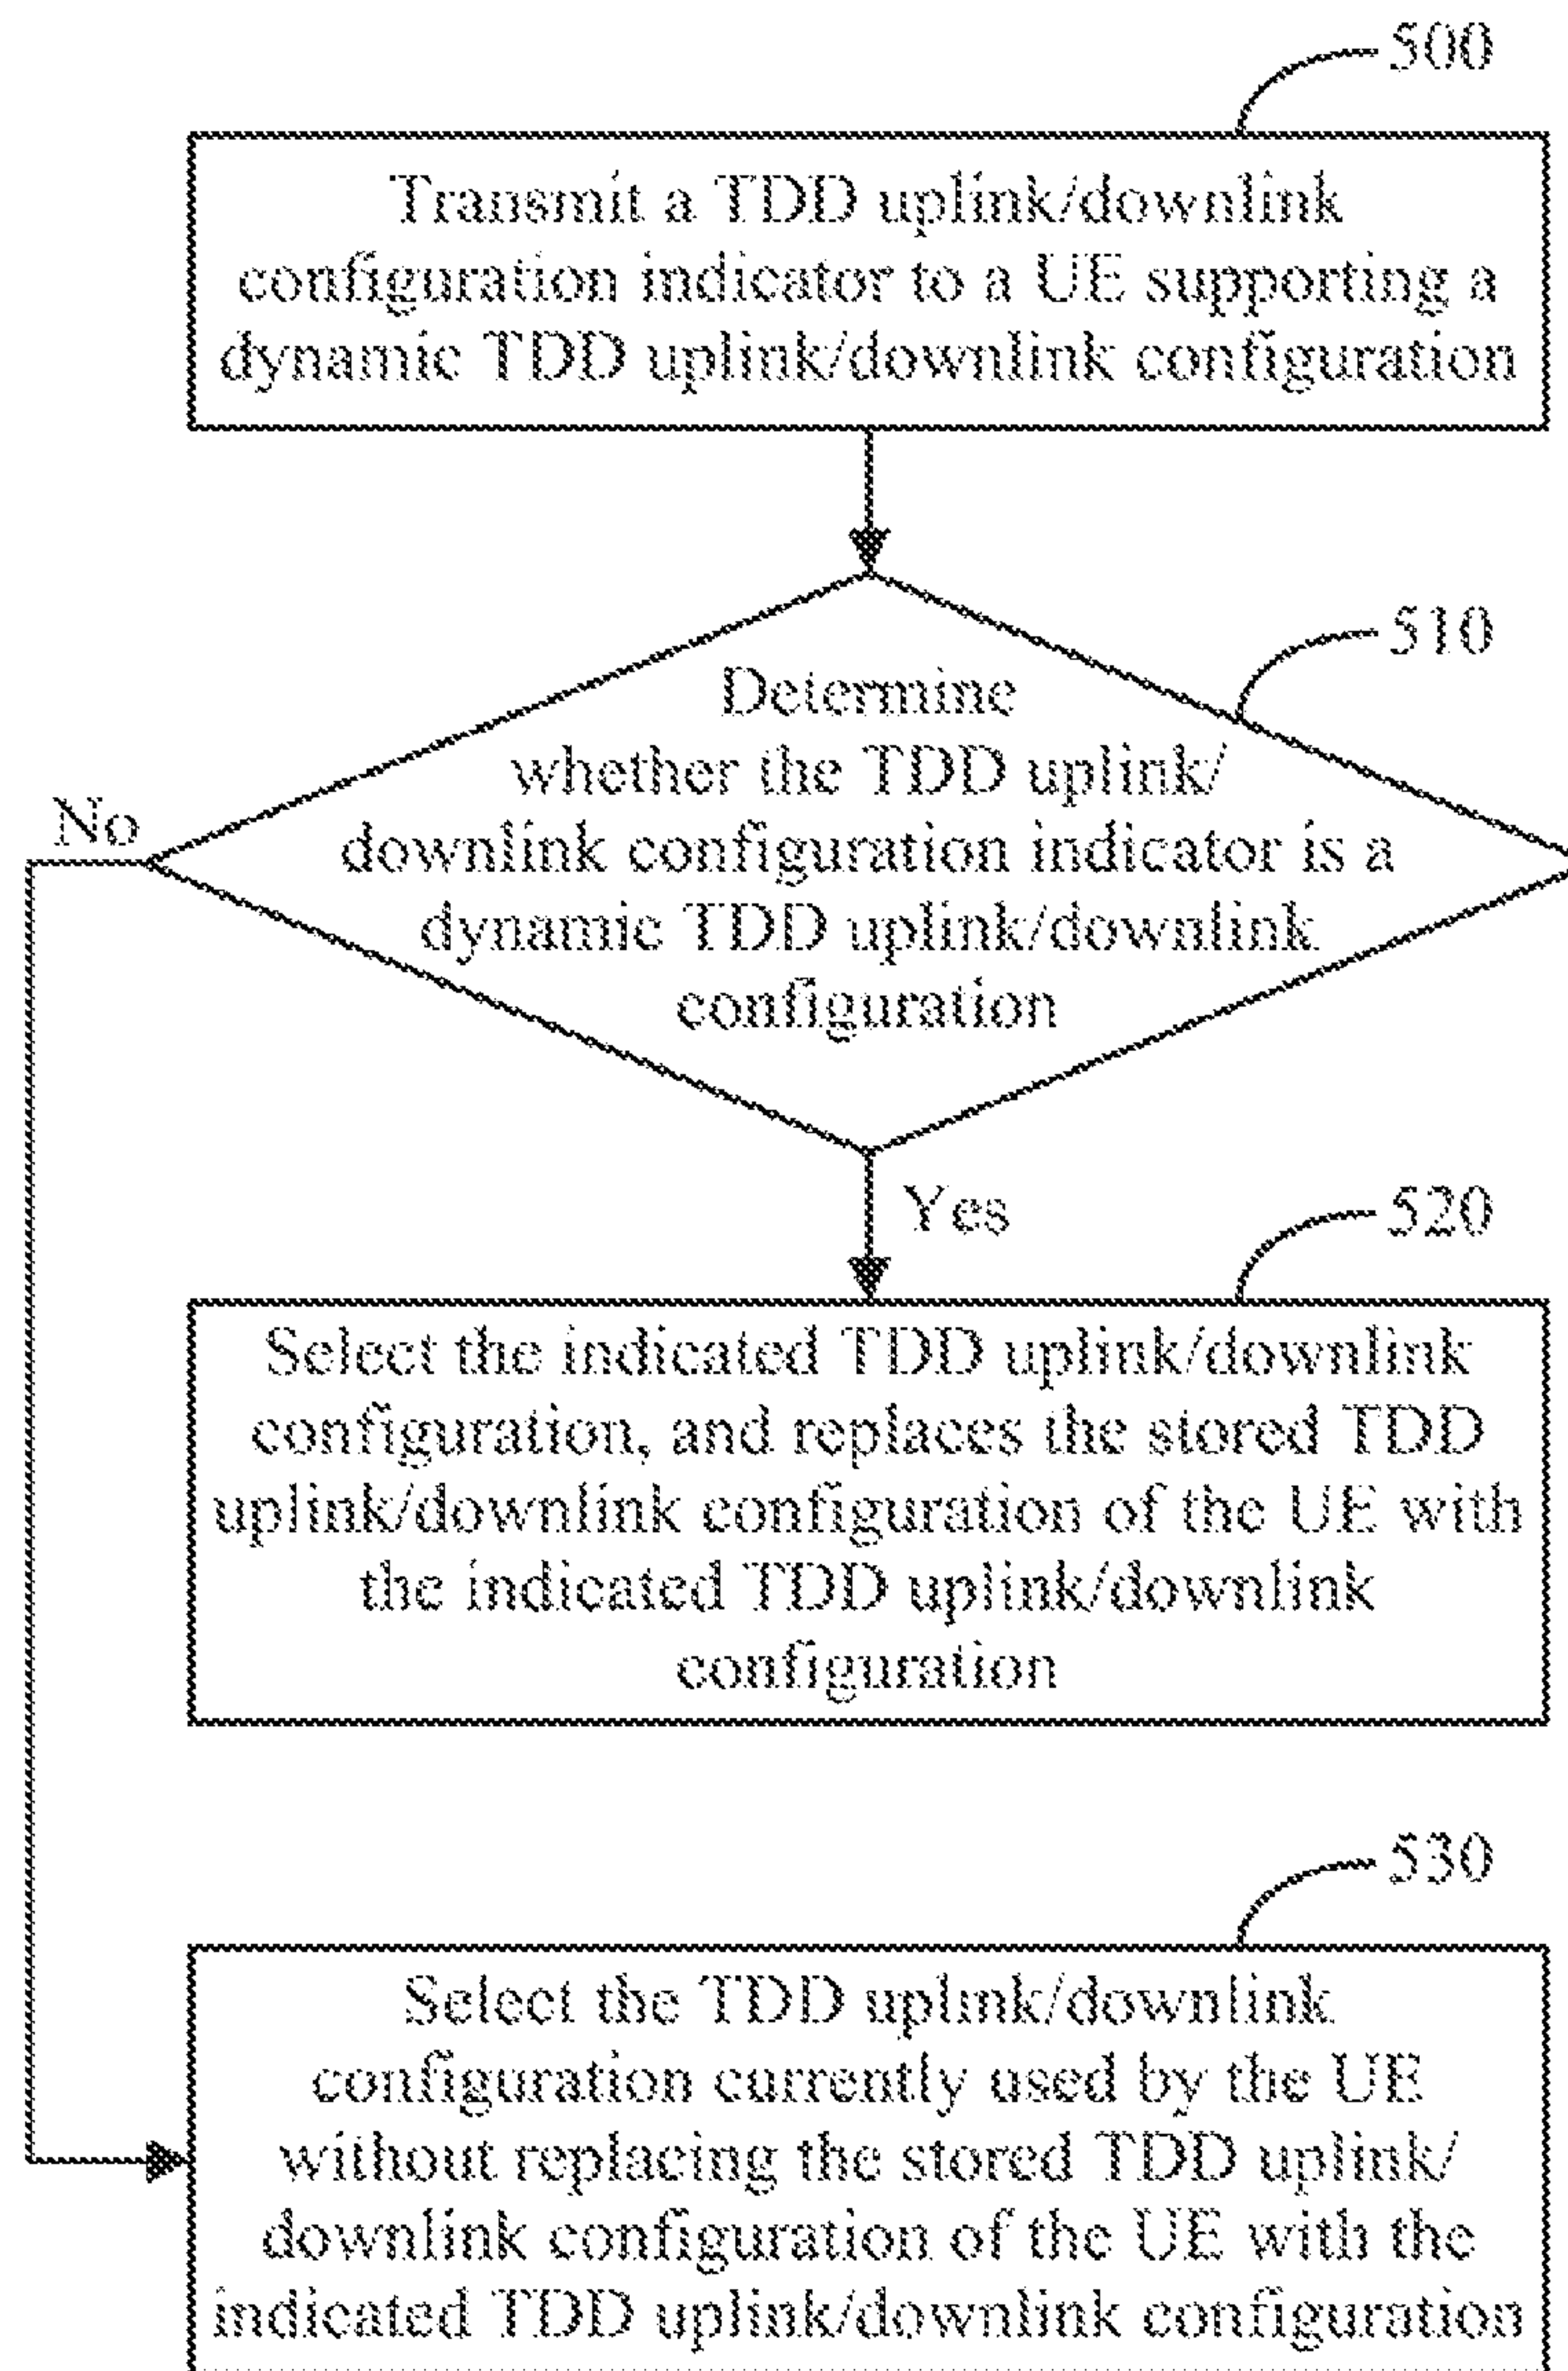 500
Transmit a TDD uplink/downlink
configuration indicator to a UE supporting a
dynamic TDD uplink/downlink configuration
510
Determine
whether the TDD uplink/
downlink configuration indicator is a
dynamic TDD uplink/downlink
configuration
No
Yes
520
Select the indicated TDD uplink/downlink
configuration, and replaces the stored TDD
uplink/downlink configuration of the UE with
the indicated TDD uplink/downlink
configuration
530
Select the TDD uplink/downlink
configuration currently used by the UE
without replacing the stored TDD uplink/
downlink configuration of the UE with the
indicated TDD uplink/downlink configuration